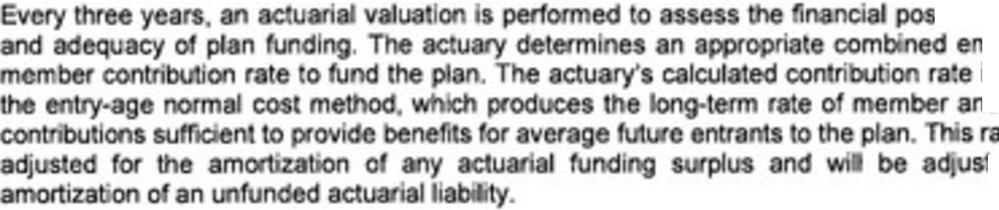 Every three years, an actuarial valuation is performed to assess the financial pos
and adequacy of plan funding. The actuary determines an appropriate combined en
member contribution rate to fund the plan. The actuary's calculated contribution rate
the entry-age normal cost method, which produces the long-term rate of member an
contributions sufficient to provide benefits for average future entrants to the plan. This ra
adjusted for the amortization of any actuarial funding surplus and will be adjus
amortization of an unfunded actuarial liability.